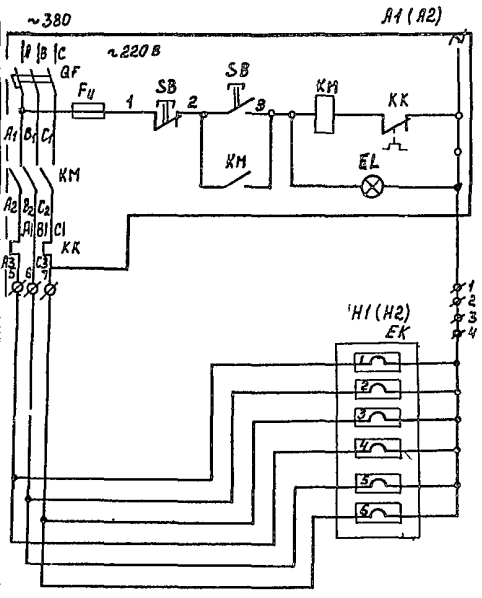 ~380
A1 (A2)
A B C
QF
~220В
Fu
1
SB
2
SB
3
KM
KK
A1 B1 C1
KM
KM
EL
A2 B2 C2
A1 B1 C1
KK
A3 C3
5 6 7
1
2
3
4
H1 (H2)
EK
1
2
3
4
5
6